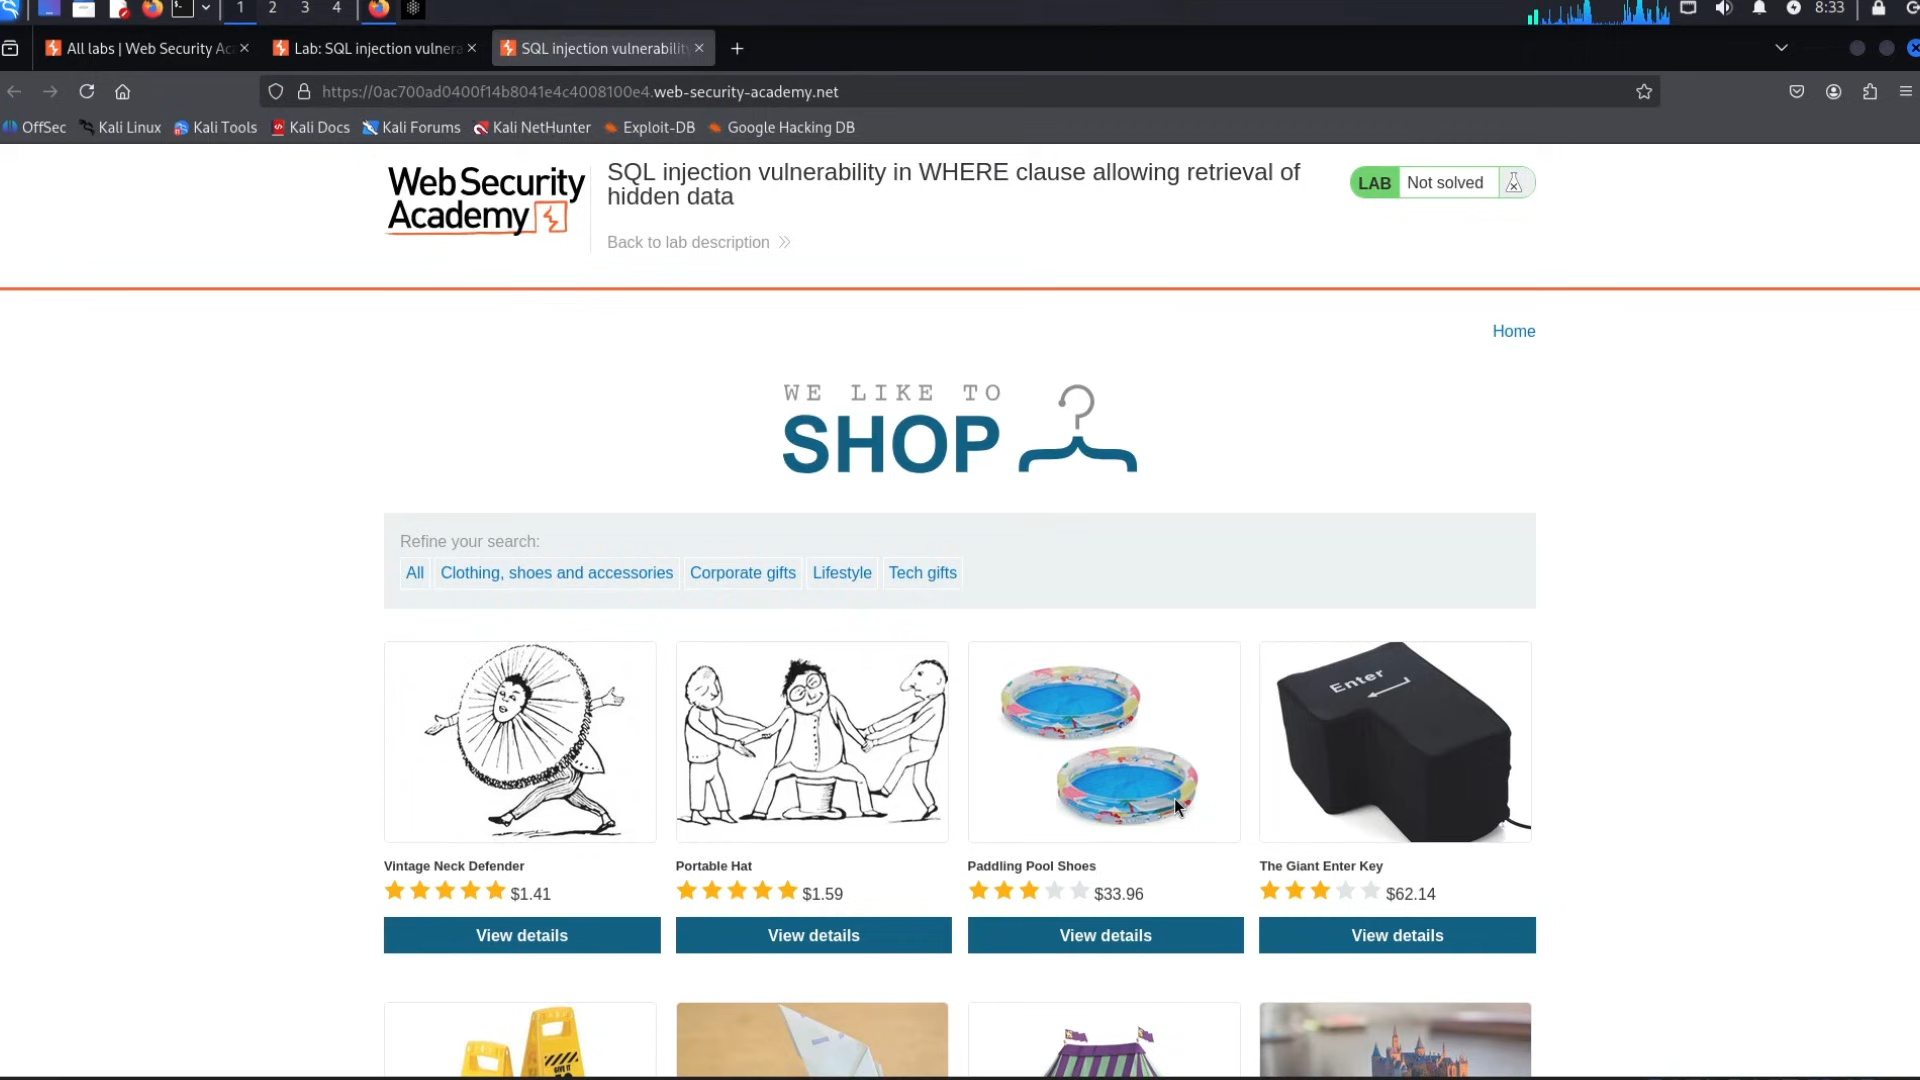 1 2 3 4 8:33
All labs | Web Security Ac
Lab: SQL injection vulnera
SQL injection vulnerabilit
https://0ac700ad0400f14b8041e4c4008100e4.web-security-academy.net
OffSec Kali Linux Kali Tools Kali Docs Kali Forums Kali NetHunter Exploit-DB Google Hacking DB
Web Security
Academy
SQL injection vulnerability in WHERE clause allowing retrieval of
hidden data
LAB Not solved
Back to lab description
Home
WE LIKE TO
SHOP
Refine your search:
All Clothing, shoes and accessories Corporate gifts Lifestyle Tech gifts
Enter
Vintage Neck Defender Portable Hat Paddling Pool Shoes The Giant Enter Key
$1.41 $1.59 $33.96 $62.14
View details View details View details View details